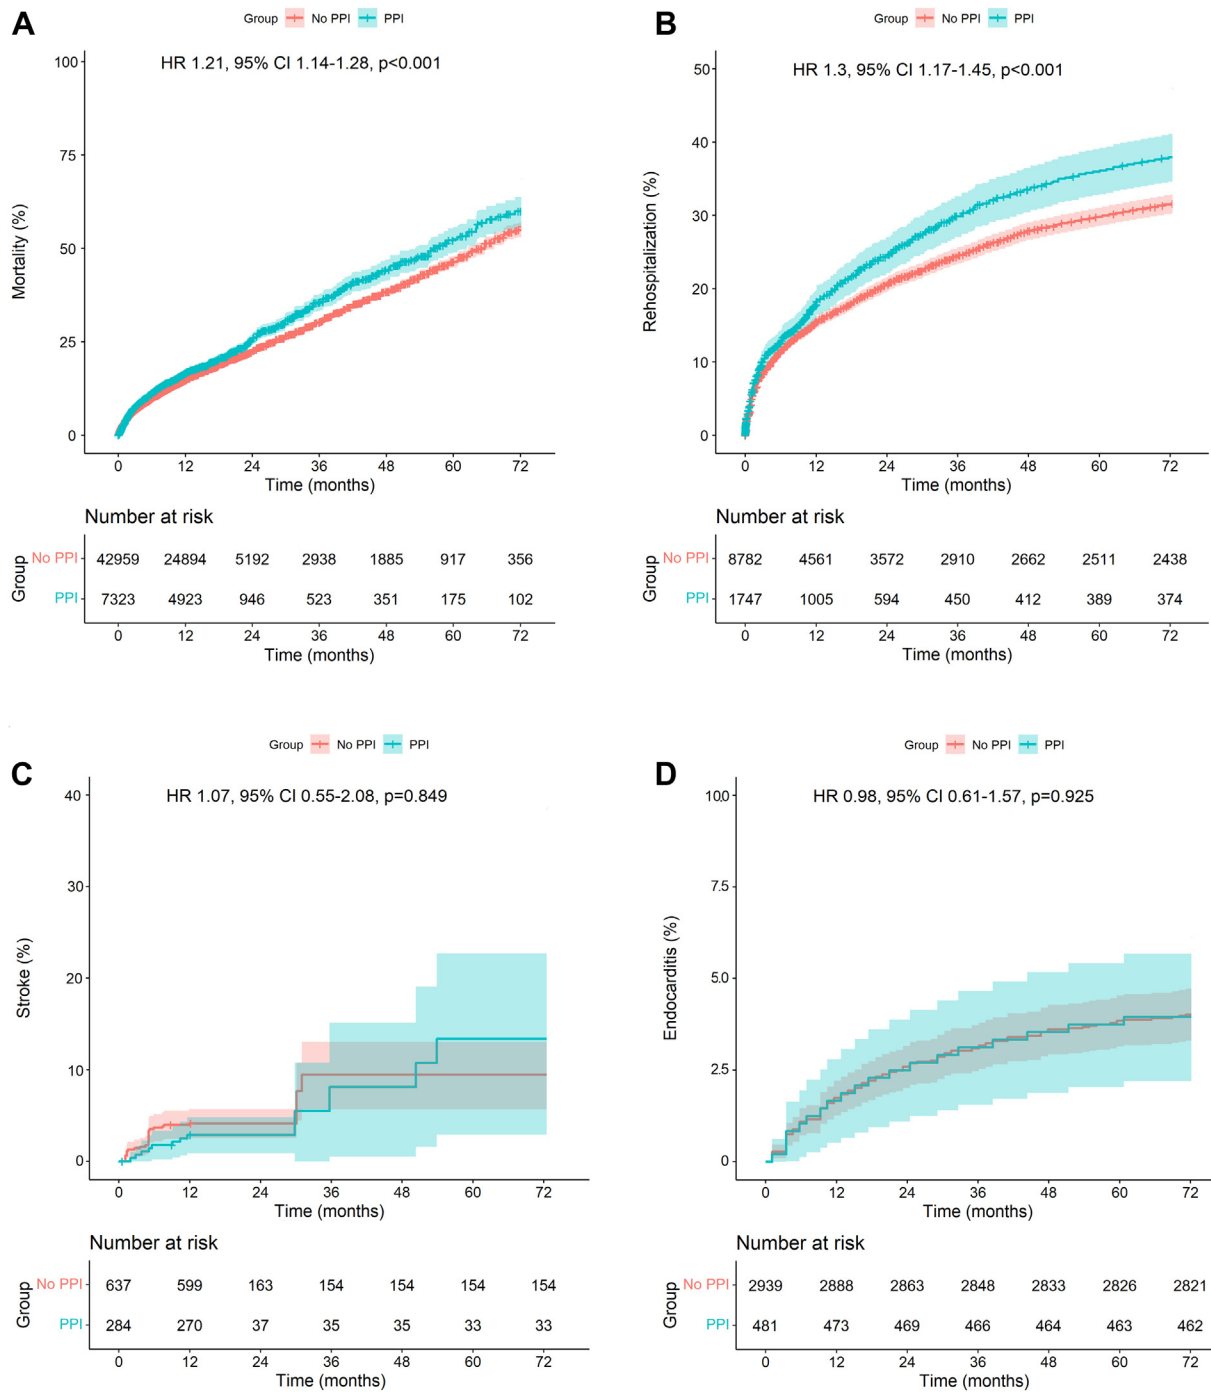 A
Group No PPI PPI
HR 1.21, 95% CI 1.14-1.28, p<0.001
Mortality (%)
100
75
50
25
0
0 12 24 36 48 60 72
Time (months)
Number at risk
Group
No PPI 42959 24894 5192 2938 1885 917 356
PPI 7323 4923 946 523 351 175 102
0 12 24 36 48 60 72
Time (months)
B
Group No PPI PPI
HR 1.3, 95% CI 1.17-1.45, p<0.001
Rehospitalization (%)
50
40
30
20
10
0
0 12 24 36 48 60 72
Time (months)
Number at risk
Group
No PPI 8782 4561 3572 2910 2662 2511 2438
PPI 1747 1005 594 450 412 389 374
0 12 24 36 48 60 72
Time (months)
C
Group No PPI PPI
HR 1.07, 95% CI 0.55-2.08, p=0.849
Stroke (%)
40
30
20
10
0
0 12 24 36 48 60 72
Time (months)
Number at risk
Group
No PPI 637 599 163 154 154 154 154
PPI 284 270 37 35 35 33 33
0 12 24 36 48 60 72
Time (months)
D
Group No PPI PPI
HR 0.98, 95% CI 0.61-1.57, p=0.925
Endocarditis (%)
10.0
7.5
5.0
2.5
0
0 12 24 36 48 60 72
Time (months)
Number at risk
Group
No PPI 2939 2888 2863 2848 2833 2826 2821
PPI 481 473 469 466 464 463 462
0 12 24 36 48 60 72
Time (months)